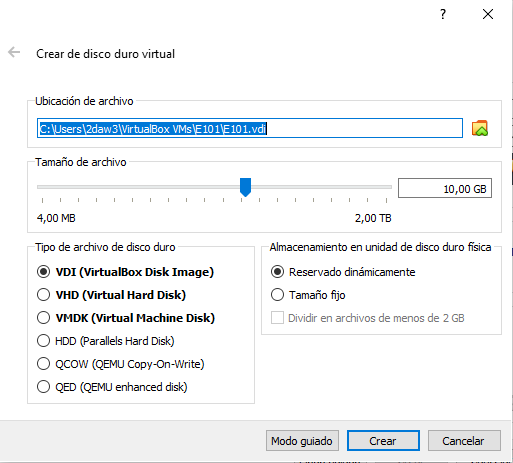 ?
Crear de disco duro virtual
Ubicación de archivo
C:\Users\2daw3\VirtualBox VMs\E101\E101.vdi
Tamaño de archivo
10,00 GB
4,00 MB
2,00 TB
Tipo de archivo de disco duro
VDI (VirtualBox Disk Image)
VHD (Virtual Hard Disk)
VMDK (Virtual Machine Disk)
HDD (Parallels Hard Disk)
QCOW (QEMU Copy-On-Write)
QED (QEMU enhanced disk)
Almacenamiento en unidad de disco duro física
Reservado dinámicamente
Tamaño fijo
Dividir en archivos de menos de 2 GB
Modo guiado
Crear
Cancelar